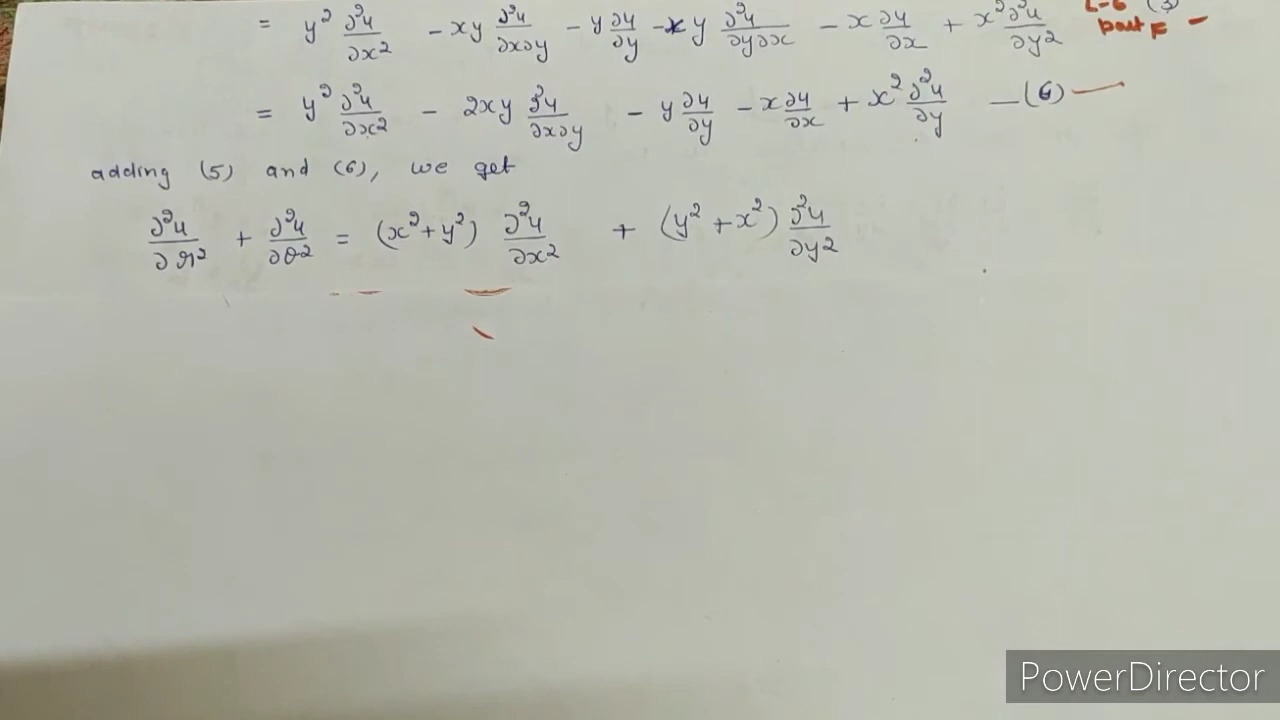 L-6 (3)
part F -
= y² ∂²u/∂x² - xy ∂²u/∂x∂y - y ∂u/∂y - xy ∂²u/∂y∂x - x ∂u/∂x + x² ∂²u/∂y²
= y² ∂²u/∂x² - 2xy ∂²u/∂x∂y - y ∂u/∂y - x ∂u/∂x + x² ∂²u/∂y — (6) —
adding (5) and (6), we get
∂²u/∂r² + ∂²u/∂θ² = (x²+y²) ∂²u/∂x² + (y²+x²) ∂²u/∂y²
PowerDirector